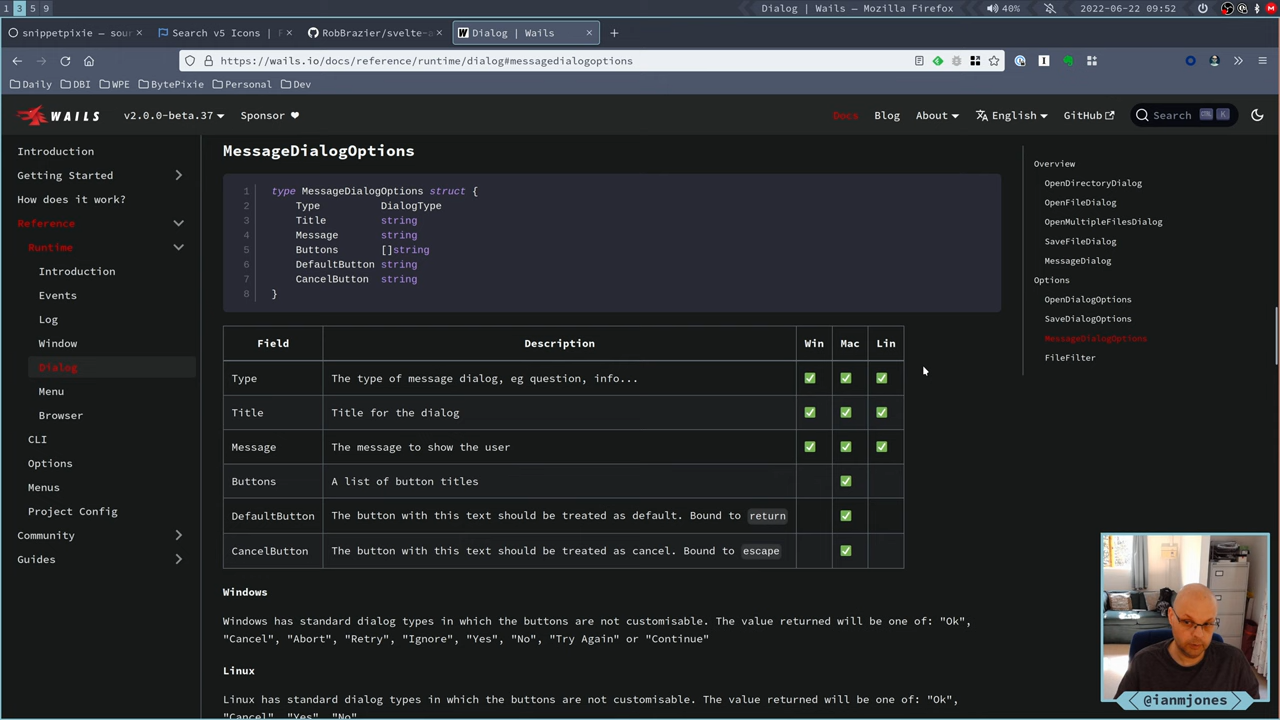 1 3 5 9
Dialog | Wails — Mozilla Firefox
40%
2022-06-22 09:52
snippetpixie — sour
Search v5 Icons | F
RobBrazier/svelte-a
Dialog | Wails
https://wails.io/docs/reference/runtime/dialog#messagedialogoptions
Daily
DBI
WPE
BytePixie
Personal
Dev
WAILS
v2.0.0-beta.37
Sponsor
Docs
Blog
About
English
GitHub
Search
K
Introduction
Getting Started
How does it work?
Reference
Runtime
Introduction
Events
Log
Window
Dialog
Menu
Browser
CLI
Options
Menus
Project Config
Community
Guides
MessageDialogOptions
1 type MessageDialogOptions struct {
2 Type DialogType
3 Title string
4 Message string
5 Buttons []string
6 DefaultButton string
7 CancelButton string
8 }
Field Description Win Mac Lin
Type The type of message dialog, eg question, info... ✅ ✅ ✅
Title Title for the dialog ✅ ✅ ✅
Message The message to show the user ✅ ✅ ✅
Buttons A list of button titles ✅
DefaultButton The button with this text should be treated as default. Bound to return ✅
CancelButton The button with this text should be treated as cancel. Bound to escape ✅
Windows
Windows has standard dialog types in which the buttons are not customisable. The value returned will be one of: "Ok",
"Cancel", "Abort", "Retry", "Ignore", "Yes", "No", "Try Again" or "Continue"
Linux
Linux has standard dialog types in which the buttons are not customisable. The value returned will be one of: "Ok",
"Cancel", "Yes", "No"
Overview
OpenDirectoryDialog
OpenFileDialog
OpenMultipleFilesDialog
SaveFileDialog
MessageDialog
Options
OpenDialogOptions
SaveDialogOptions
MessageDialogOptions
FileFilter
@ianmjones